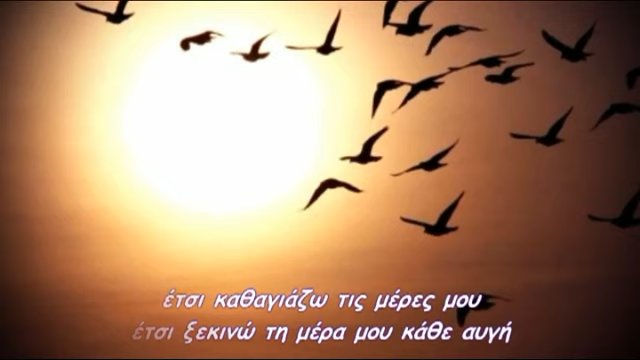 έτσι καθαγιάζω τις μέρες μου
έτσι ξεκινώ τη μέρα μου κάθε αυγή